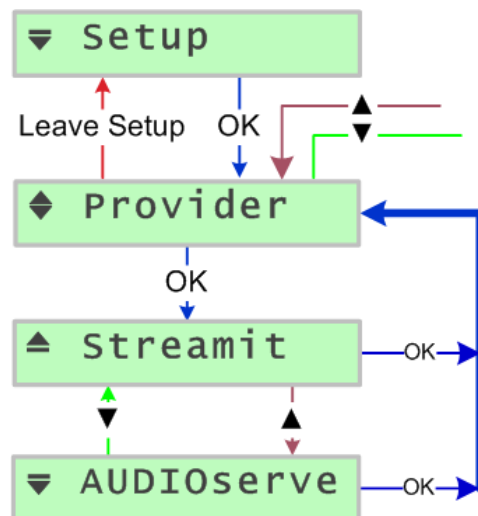 Setup
Leave Setup OK
Provider
OK
Streamit
OK
AUDIOserve
OK